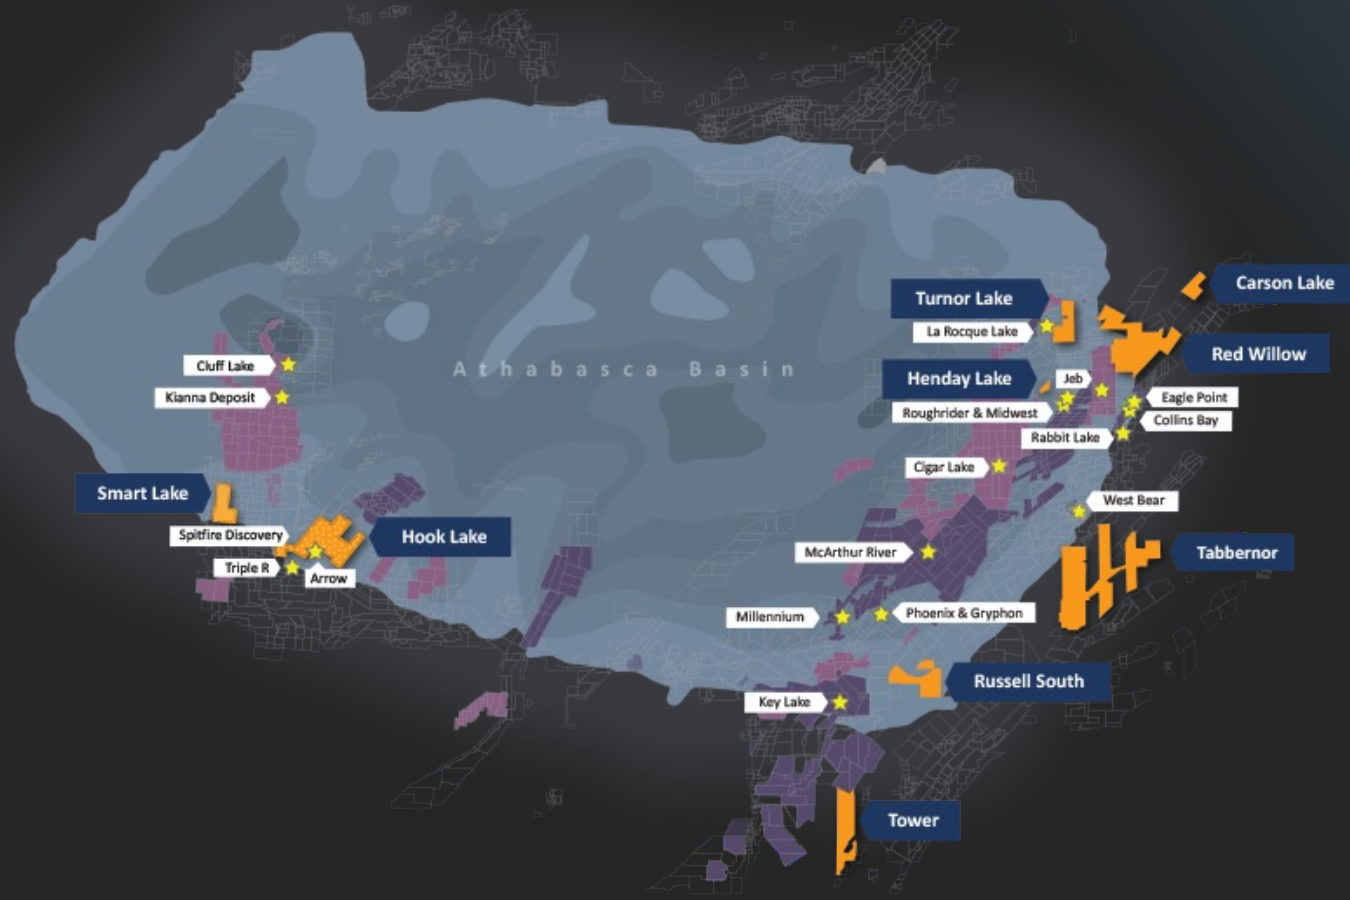 Carson Lake
Turnor Lake
La Rocque Lake
Red Willow
Cluff Lake
Athabasca Basin
Henday Lake
Jeb
Kianna Deposit
Eagle Point
Roughrider & Midwest
Collins Bay
Rabbit Lake
Cigar Lake
Smart Lake
West Bear
Spitfire Discovery
Hook Lake
McArthur River
Tabbernor
Triple R
Arrow
Millennium
Phoenix & Gryphon
Russell South
Key Lake
Tower